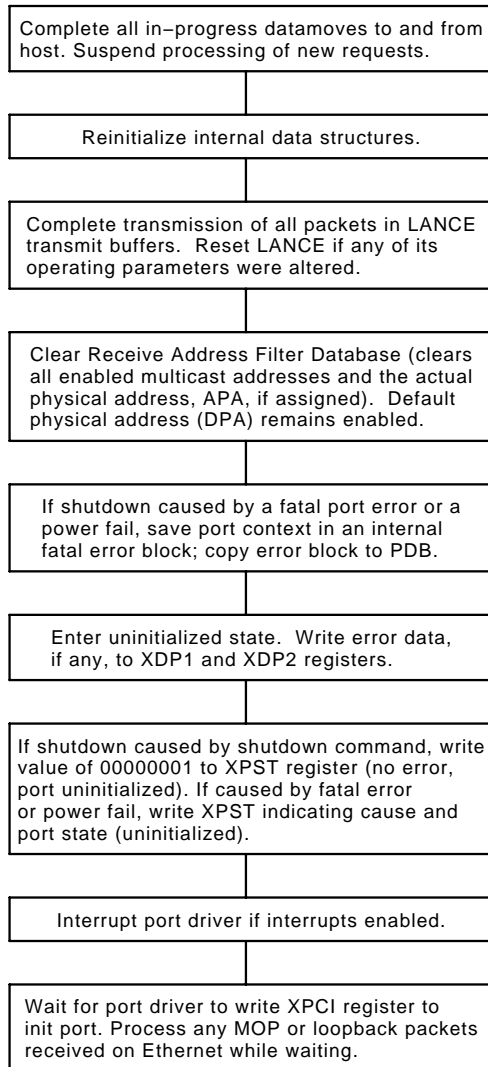 Complete all in-progress datamoves to and from
host. Suspend processing of new requests.
Reinitialize internal data structures.
Complete transmission of all packets in LANCE
transmit buffers. Reset LANCE if any of its
operating parameters were altered.
Clear Receive Address Filter Database (clears
all enabled multicast addresses and the actual
physical address, APA, if assigned). Default
physical address (DPA) remains enabled.
If shutdown caused by a fatal port error or a
power fail, save port context in an internal
fatal error block; copy error block to PDB.
Enter uninitialized state. Write error data,
if any, to XDP1 and XDP2 registers.
If shutdown caused by shutdown command, write
value of 00000001 to XPST register (no error,
port uninitialized). If caused by fatal error
or power fail, write XPST indicating cause and
port state (uninitialized).
Interrupt port driver if interrupts enabled.
Wait for port driver to write XPCI register to
init port. Process any MOP or loopback packets
received on Ethernet while waiting.